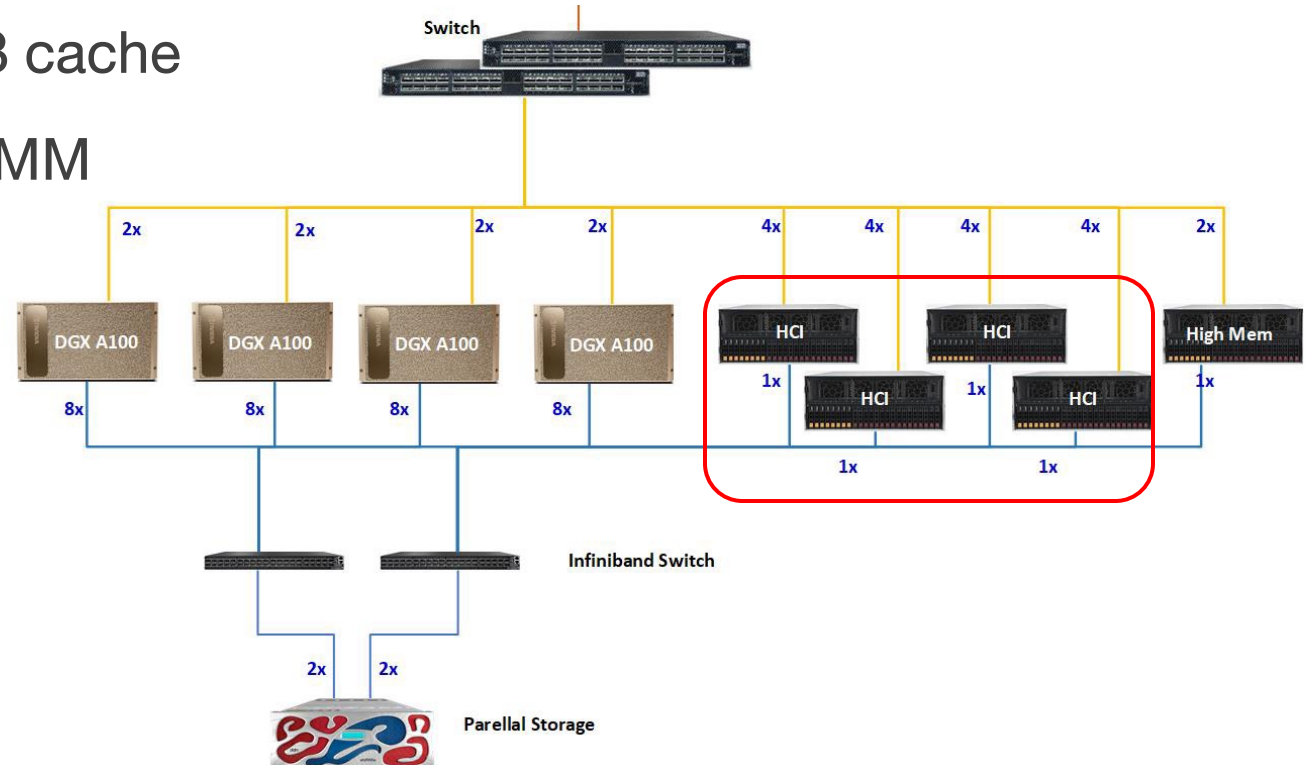 Switch
3 cache
MM
2x 2x 2x 2x 4x 4x 4x 4x 2x
DGX A100 DGX A100 DGX A100 DGX A100 HCI HCI High Mem
HCI HCI
8x 8x 8x 8x 1x 1x 1x
1x 1x
Infiniband Switch
2x 2x
Parellal Storage